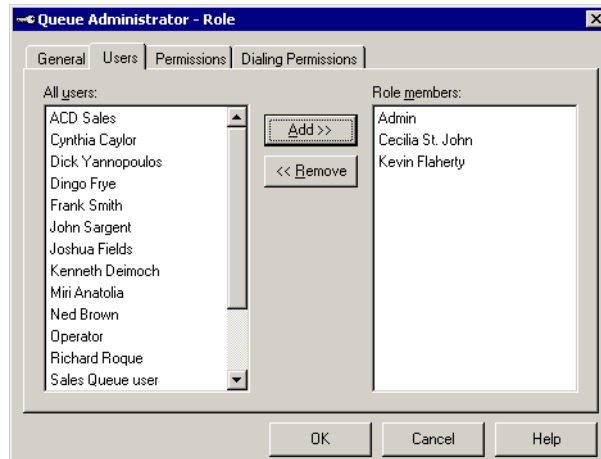 Queue Administrator - Role
General Users Permissions Dialing Permissions
All users:
ACD Sales
Cynthia Caylor
Dick Yannopoulos
Dingo Frye
Frank Smith
John Sargent
Joshua Fields
Kenneth Deimoch
Miri Anatolia
Ned Brown
Operator
Richard Roque
Sales Queue user
Add >>
<< Remove
Role members:
Admin
Cecilia St. John
Kevin Flaherty
OK Cancel Help